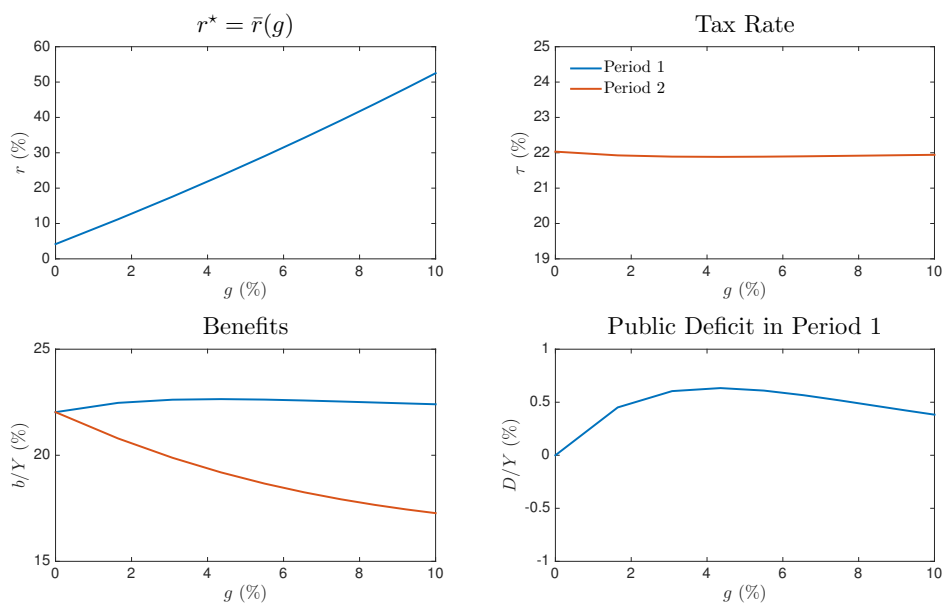 r⋆ = r̄(g)
60
50
40
30
20
10
0
r (%)
0 2 4 6 8 10
g (%)
Tax Rate
25
24
23
22
21
20
19
τ (%)
Period 1
Period 2
0 2 4 6 8 10
g (%)
Benefits
25
20
15
b/Y (%)
0 2 4 6 8 10
g (%)
Public Deficit in Period 1
1
0.5
0
-0.5
-1
D/Y (%)
0 2 4 6 8 10
g (%)